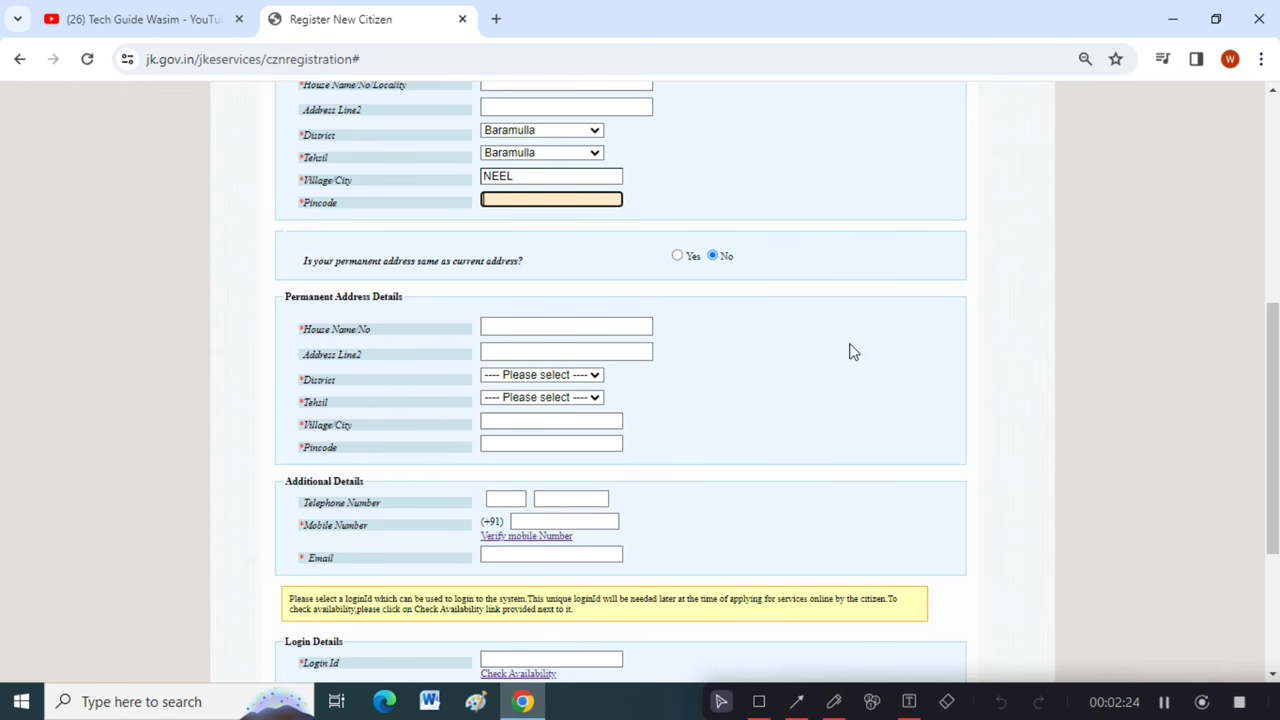 (26) Tech Guide Wasim - YouTu
Register New Citizen
jk.gov.in/jkeservices/cznregistration#
W
*House Name/No/Locality
Address Line2
*District Baramulla
*Tehsil Baramulla
*Village/City NEEL
*Pincode
Is your permanent address same as current address? Yes No
Permanent Address Details
*House Name/No
Address Line2
*District ---- Please select ----
*Tehsil ---- Please select ----
*Village/City
*Pincode
Additional Details
Telephone Number
*Mobile Number (+91)
Verify mobile Number
* Email
Please select a loginId which can be used to login to the system.This unique loginId will be needed later at the time of applying for services online by the citizen.To
check availability,please click on Check Availability link provided next to it.
Login Details
*Login Id
Check Availability
Type here to search
00:02:24